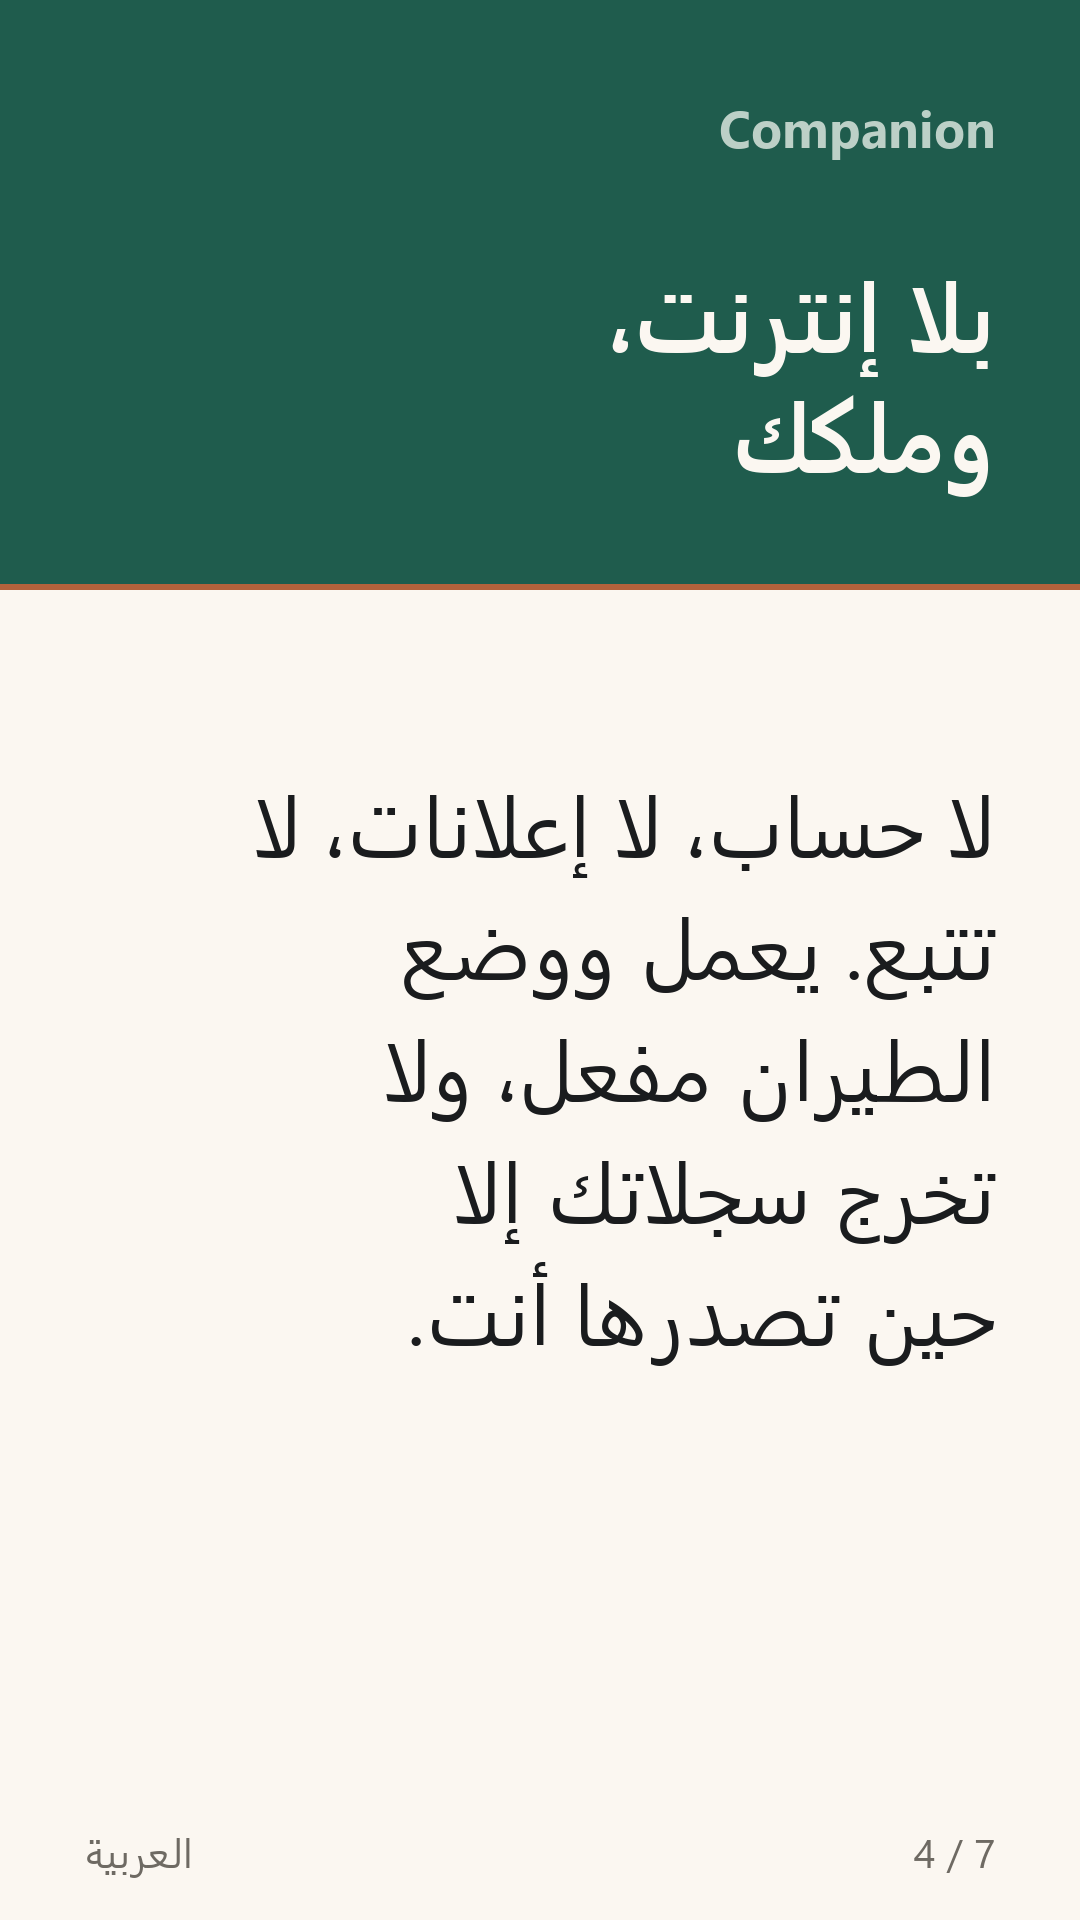 Companion
بلا إنترنت،
وملكك
لا حساب، لا إعلانات، لا
تتبع. يعمل ووضع
الطيران مفعل، ولا
تخرج سجلاتك إلا
حين تصدرها أنت.
4 / 7
العربية